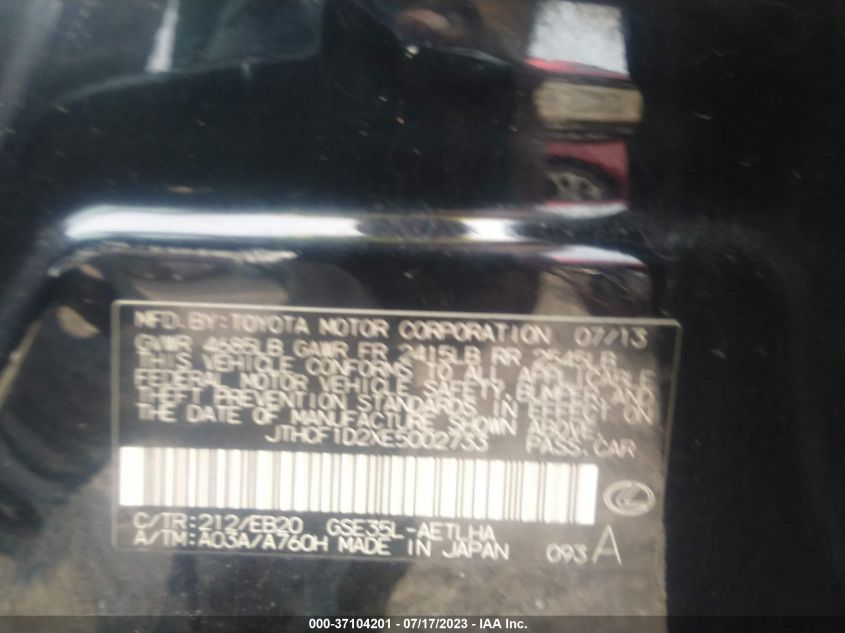 MFD. BY: TOYOTA MOTOR CORPORATION 07/13
GVWR 4685LB GAWR FR 2415LB RR 2545LB
THIS VEHICLE CONFORMS TO ALL APPLICABLE
FEDERAL MOTOR VEHICLE SAFETY, BUMPER, AND
THEFT PREVENTION STANDARDS IN EFFECT ON
THE DATE OF MANUFACTURE SHOWN ABOVE.
JTHCF1D2XE5002733 PASS. CAR
C/TR: 212/EB20 GSE35L-AETLHA
A/TM: A03A/A760H MADE IN JAPAN 093 A
000-37104201 / 07/17/2023 - IAA Inc.